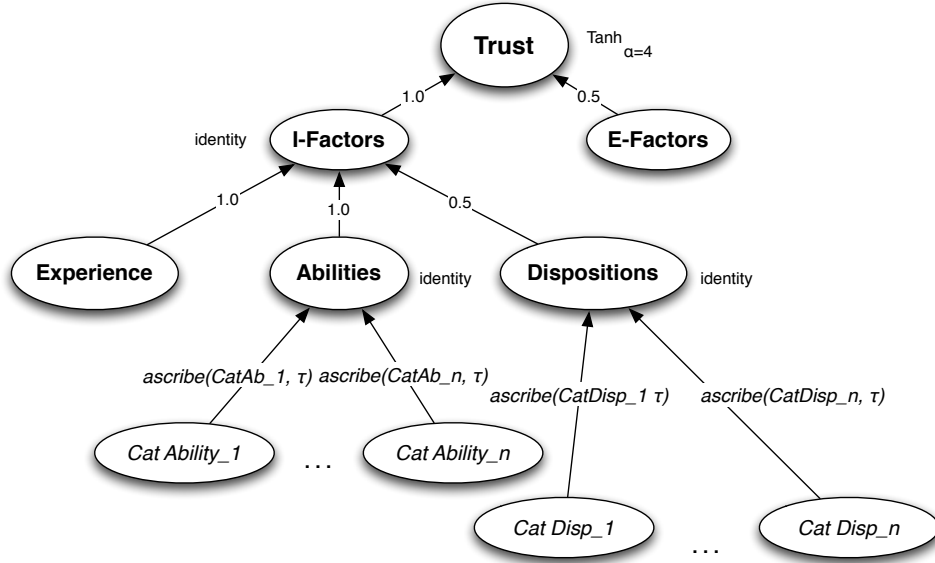 Trust
Tanh α=4
1.0
0.5
identity
I-Factors
E-Factors
1.0
1.0
0.5
Experience
Abilities
identity
Dispositions
identity
ascribe(CatAb_1, τ)
ascribe(CatAb_n, τ)
ascribe(CatDisp_1 τ)
ascribe(CatDisp_n, τ)
Cat Ability_1
. . .
Cat Ability_n
Cat Disp_1
. . .
Cat Disp_n